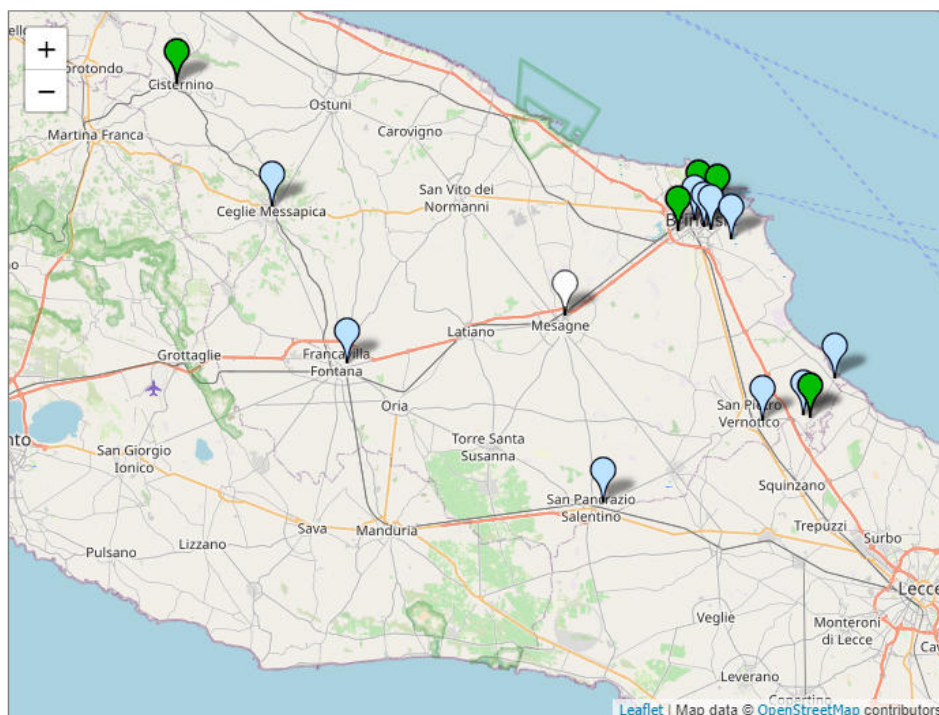 +
−
Cisternino
Ostuni
Martina Franca
Carovigno
San Vito dei
Normanni
Ceglie Messapica
Latiano
Mesagne
Grottaglie
Francavilla
Fontana
Oria
San Pietro
Vernotico
San Giorgio
Ionico
Torre Santa
Susanna
Squinzano
San Pancrazio
Salentino
Trepuzzi
Sava
Manduria
Surbo
Pulsano
Lizzano
Lecce
Veglie
Monteroni
di Lecce
Leverano
Copertino
Leaflet | Map data © OpenStreetMap contributors